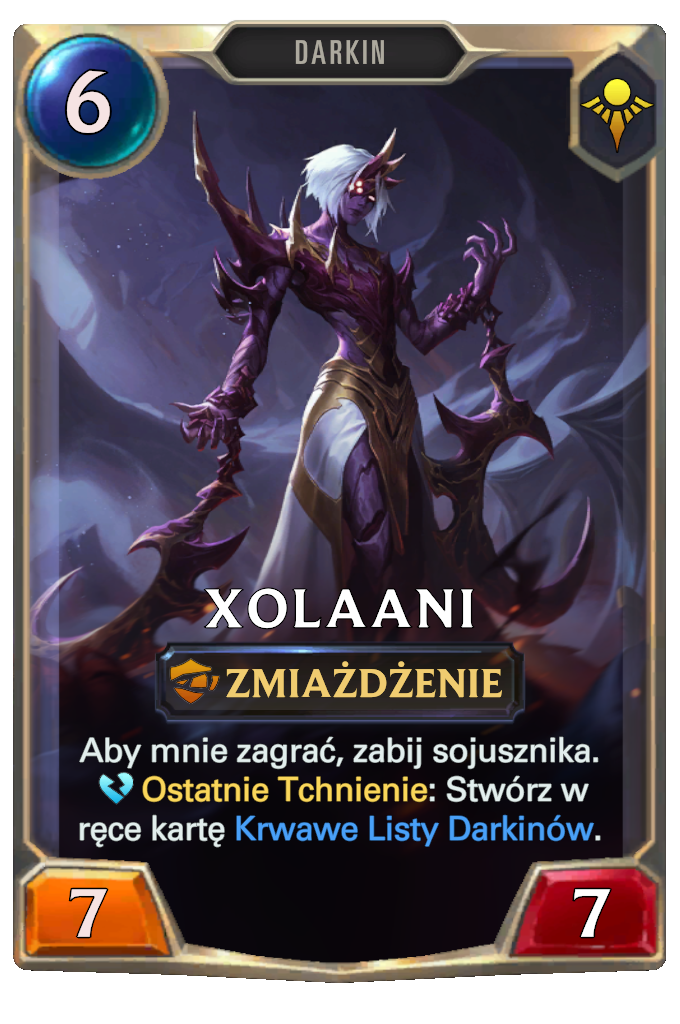 6
DARKIN
XOLAANI
ZMIAŻDŻENIE
Aby mnie zagrać, zabij sojusznika.
Ostatnie Tchnienie: Stwórz w
ręce kartę Krwawe Listy Darkinów.
7
7